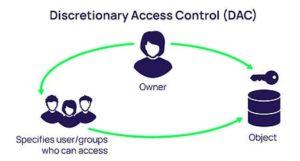 Discretionary Access Control (DAC)
Owner
Specifies user/groups
who can access
Object